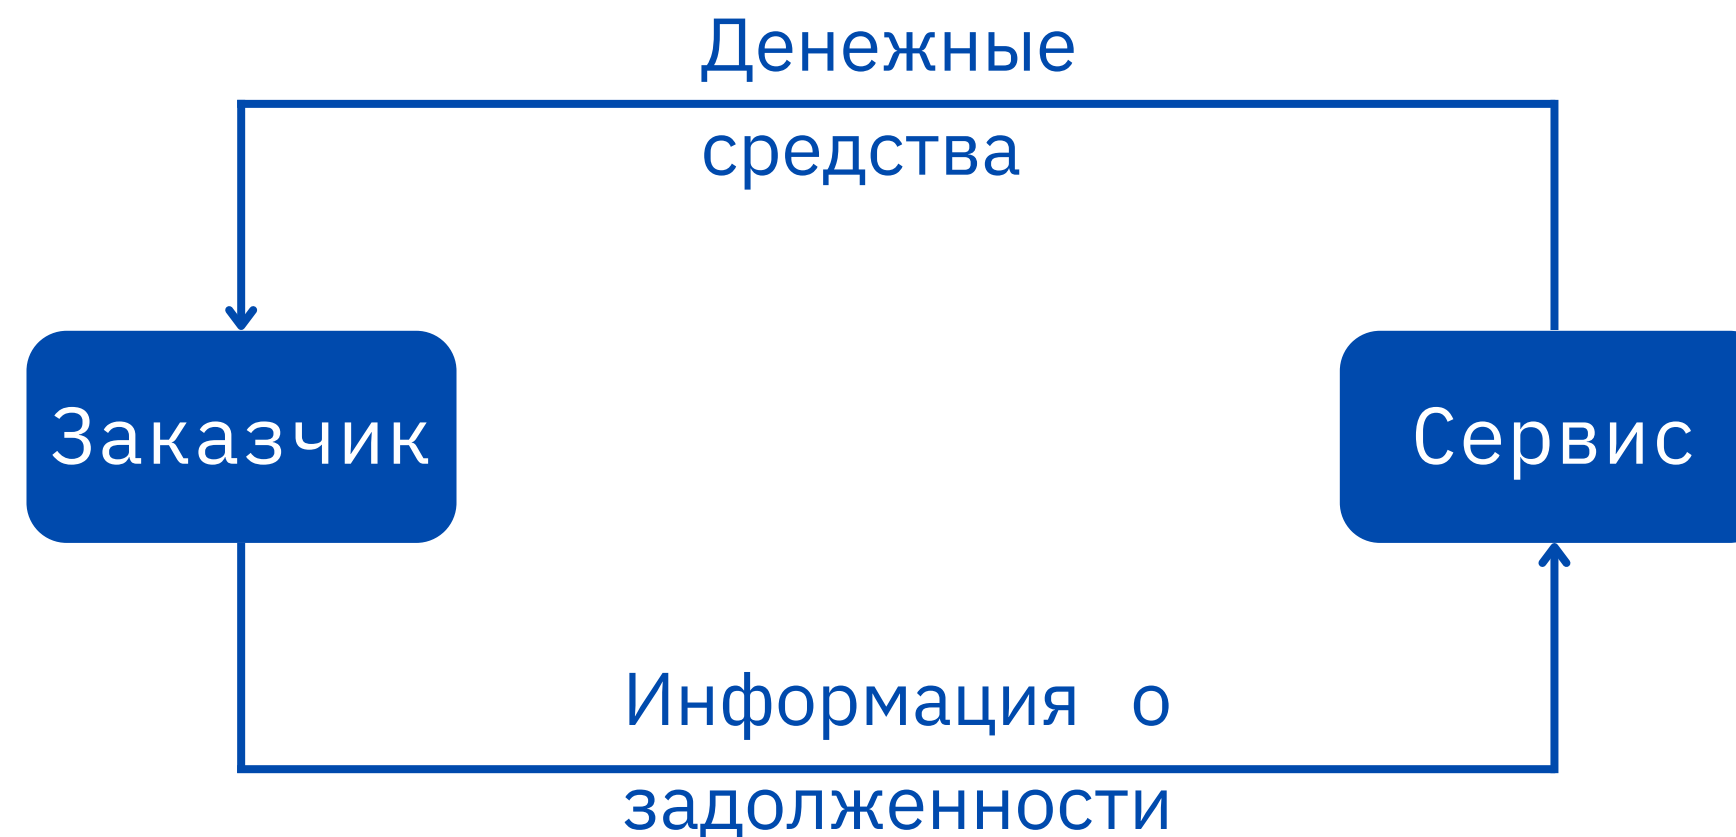 Денежные
средства
Заказчик
Сервис
Информация о
задолженности